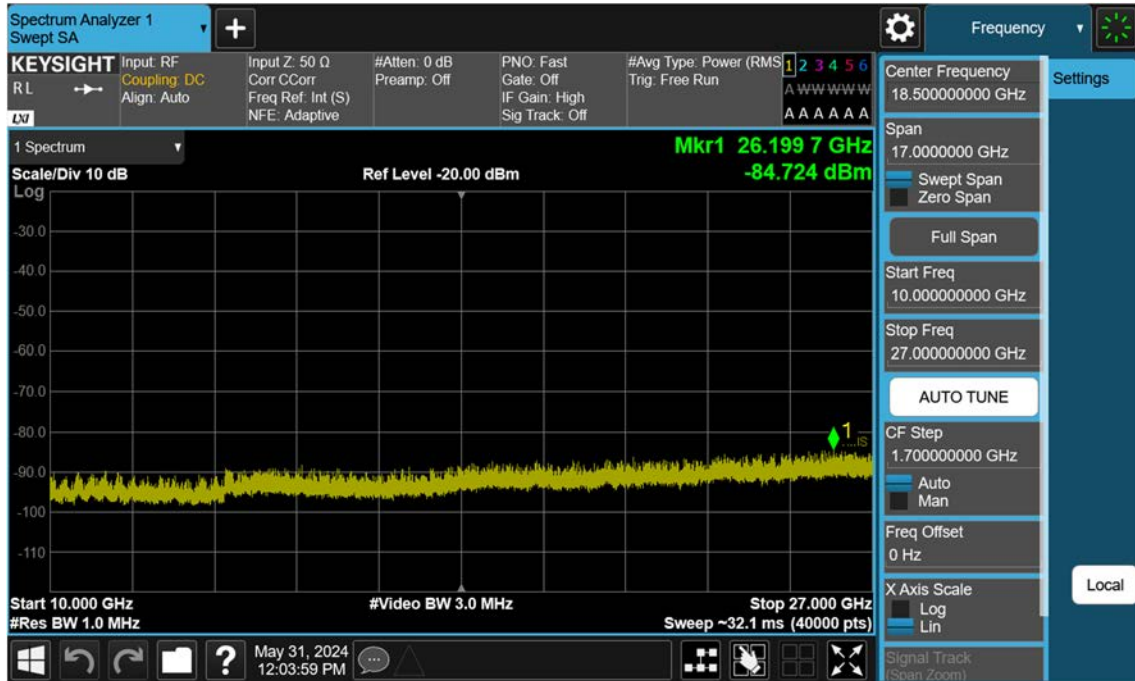 Spectrum Analyzer 1
Swept SA
+
Frequency
KEYSIGHT
R L
LXI
Input: RF
Coupling: DC
Align: Auto
Input Z: 50 Ω
Corr CCorr
Freq Ref: Int (S)
NFE: Adaptive
#Atten: 0 dB
Preamp: Off
PNO: Fast
Gate: Off
IF Gain: High
Sig Track: Off
#Avg Type: Power (RMS
Trig: Free Run
1 2 3 4 5 6
A W W W W W
A A A A A A
1 Spectrum
Scale/Div 10 dB
Log
Ref Level -20.00 dBm
Mkr1 26.199 7 GHz
-84.724 dBm
-30.0
-40.0
-50.0
-60.0
-70.0
-80.0
-90.0
-100
-110
1
Start 10.000 GHz
#Res BW 1.0 MHz
#Video BW 3.0 MHz
Stop 27.000 GHz
Sweep ~32.1 ms (40000 pts)
?
May 31, 2024
12:03:59 PM
Center Frequency
18.500000000 GHz
Span
17.0000000 GHz
Swept Span
Zero Span
Full Span
Start Freq
10.000000000 GHz
Stop Freq
27.000000000 GHz
AUTO TUNE
CF Step
1.700000000 GHz
Auto
Man
Freq Offset
0 Hz
X Axis Scale
Log
Lin
Signal Track
(Span Zoom)
Settings
Local